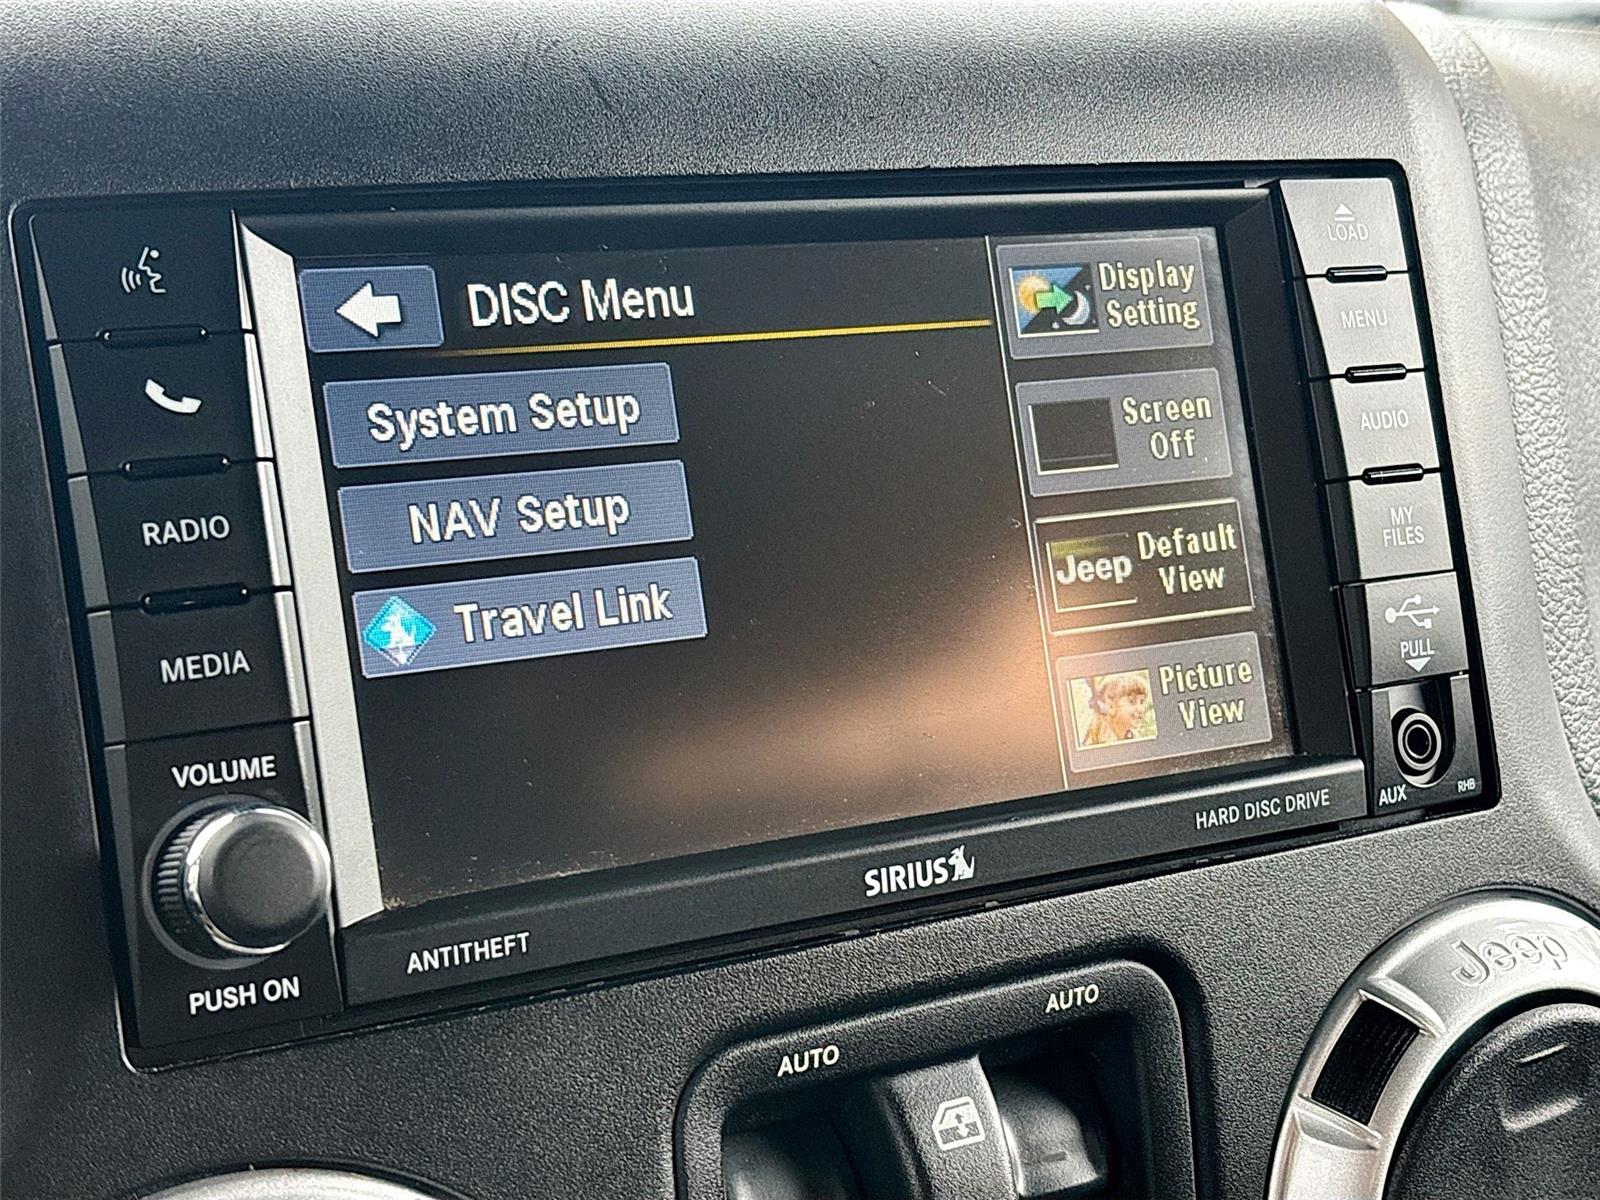 DISC Menu
System Setup
NAV Setup
Travel Link
Display
Setting
Screen
Off
Jeep
Default
View
Picture
View
RADIO
MEDIA
VOLUME
PUSH ON
LOAD
MENU
AUDIO
MY
FILES
PULL
AUX
RHB
HARD DISC DRIVE
SIRIUS
ANTITHEFT
AUTO
AUTO
Jeep